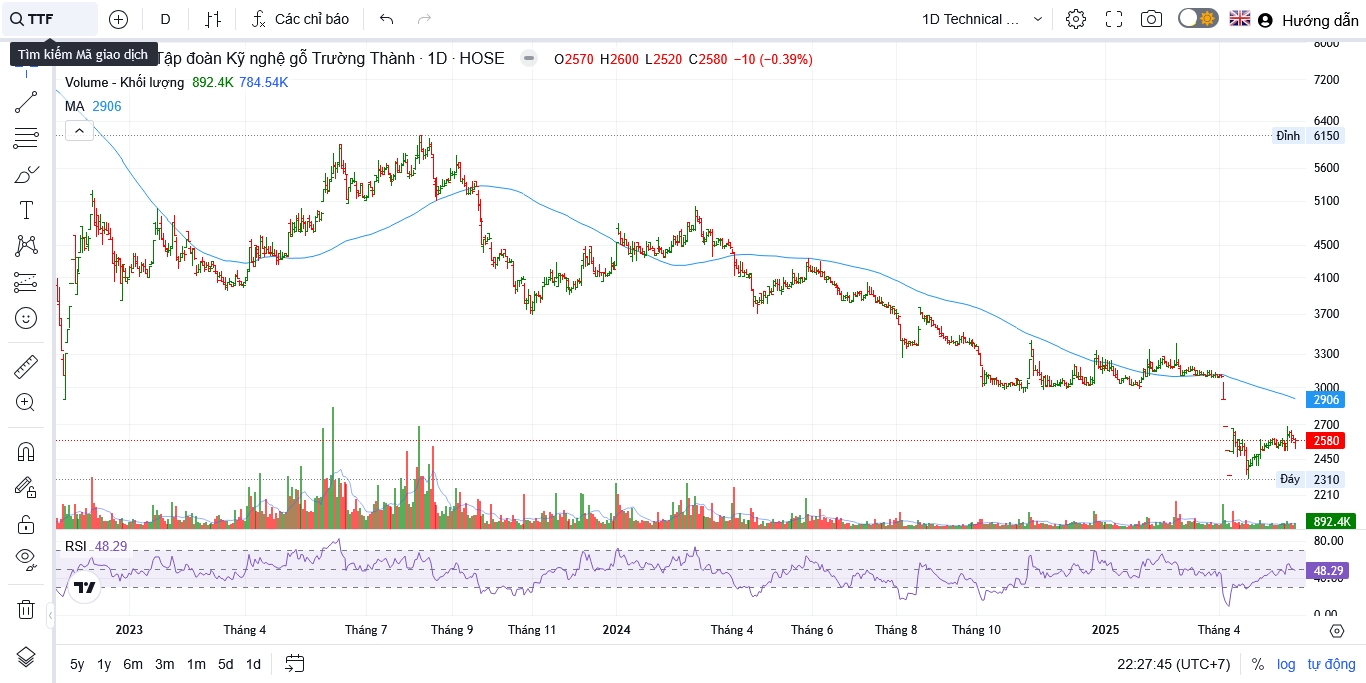 TTF D Các chỉ báo 1D Technical ... Hướng dẫn
Tìm kiếm Mã giao dịch
Tập đoàn Kỹ nghệ gỗ Trường Thành · 1D · HOSE O2570 H2600 L2520 C2580 −10 (−0.39%)
Volume - Khối lượng 892.4K 784.54K
MA 2906
8000
7200
6400
Đỉnh 6150
5600
5100
4500
4100
3700
3300
3000
2906
2700
2580
2450
Đáy 2310
2210
892.4K
RSI 48.29
80.00
48.29
40.00
0.00
2023 Tháng 4 Tháng 7 Tháng 9 Tháng 11 2024 Tháng 4 Tháng 6 Tháng 8 Tháng 10 2025 Tháng 4
5y 1y 6m 3m 1m 5d 1d 22:27:45 (UTC+7) % log tự động